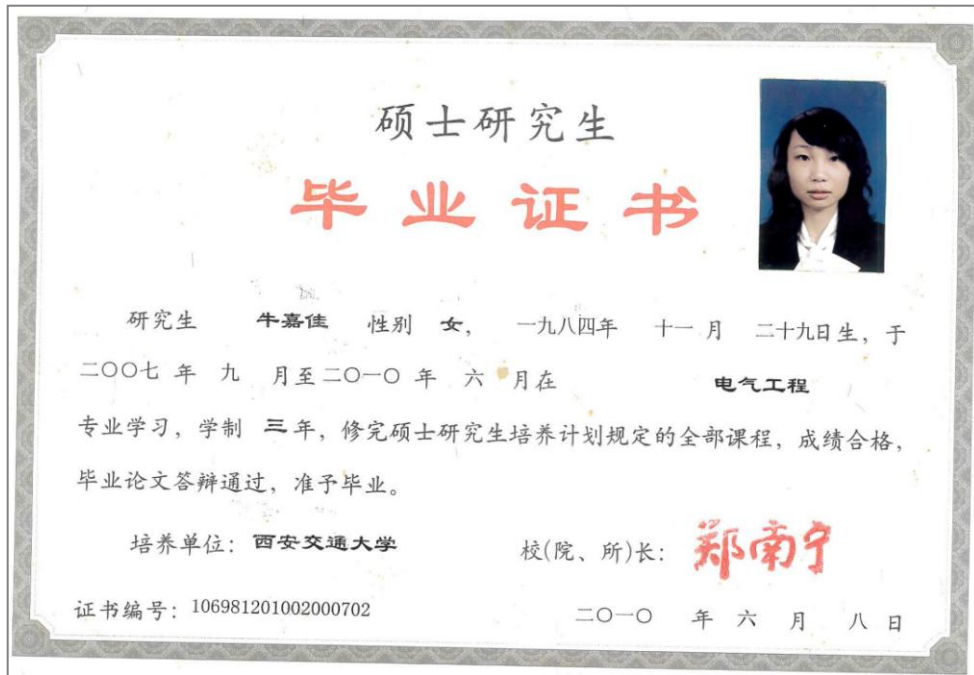 硕士研究生
毕业证书
研究生 牛嘉佳 性别 女， 一九八四年 十一月 二十九日生，于
二〇〇七 年 九 月至二〇一〇 年 六 月在 电气工程
专业学习，学制 三年，修完硕士研究生培养计划规定的全部课程，成绩合格，
毕业论文答辩通过，准予毕业。
培养单位：西安交通大学 校(院、所)长：郑南宁
证书编号：106981201002000702 二〇一〇 年 六 月 八 日